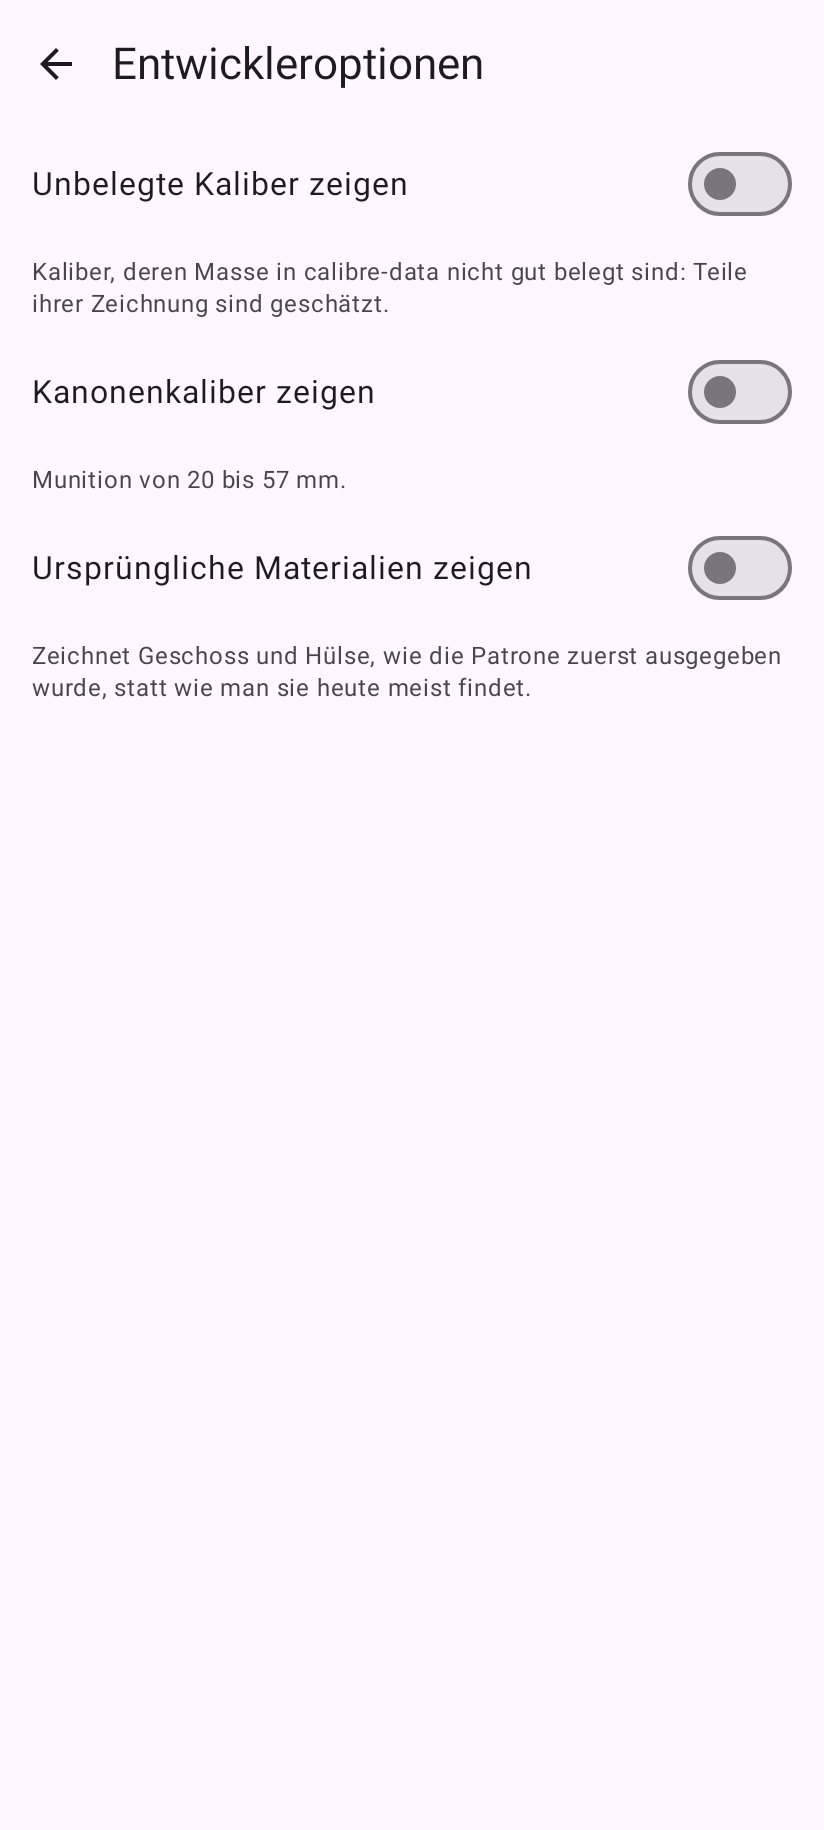 Entwickleroptionen
Unbelegte Kaliber zeigen
Kaliber, deren Masse in calibre-data nicht gut belegt sind: Teile
ihrer Zeichnung sind geschätzt.
Kanonenkaliber zeigen
Munition von 20 bis 57 mm.
Ursprüngliche Materialien zeigen
Zeichnet Geschoss und Hülse, wie die Patrone zuerst ausgegeben
wurde, statt wie man sie heute meist findet.